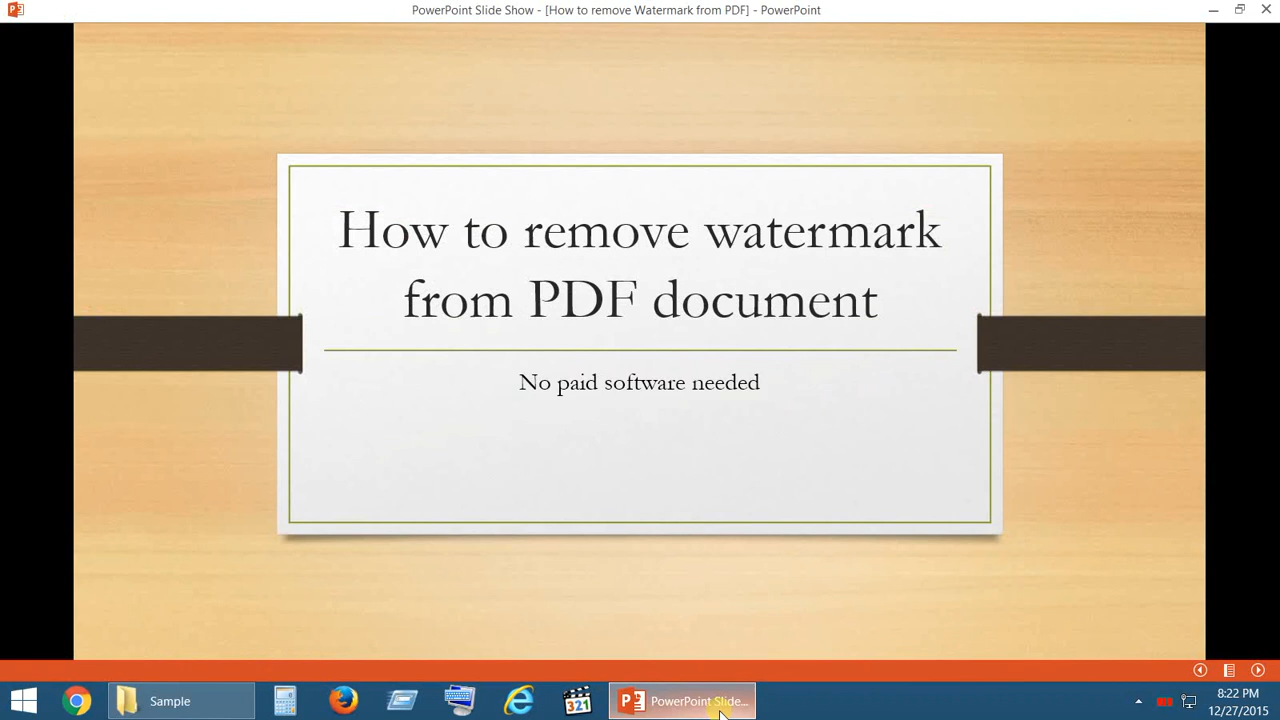 PowerPoint Slide Show - [How to remove Watermark from PDF] - PowerPoint
How to remove watermark
from PDF document
No paid software needed
Sample
321
PowerPoint Slide...
8:22 PM
12/27/2015